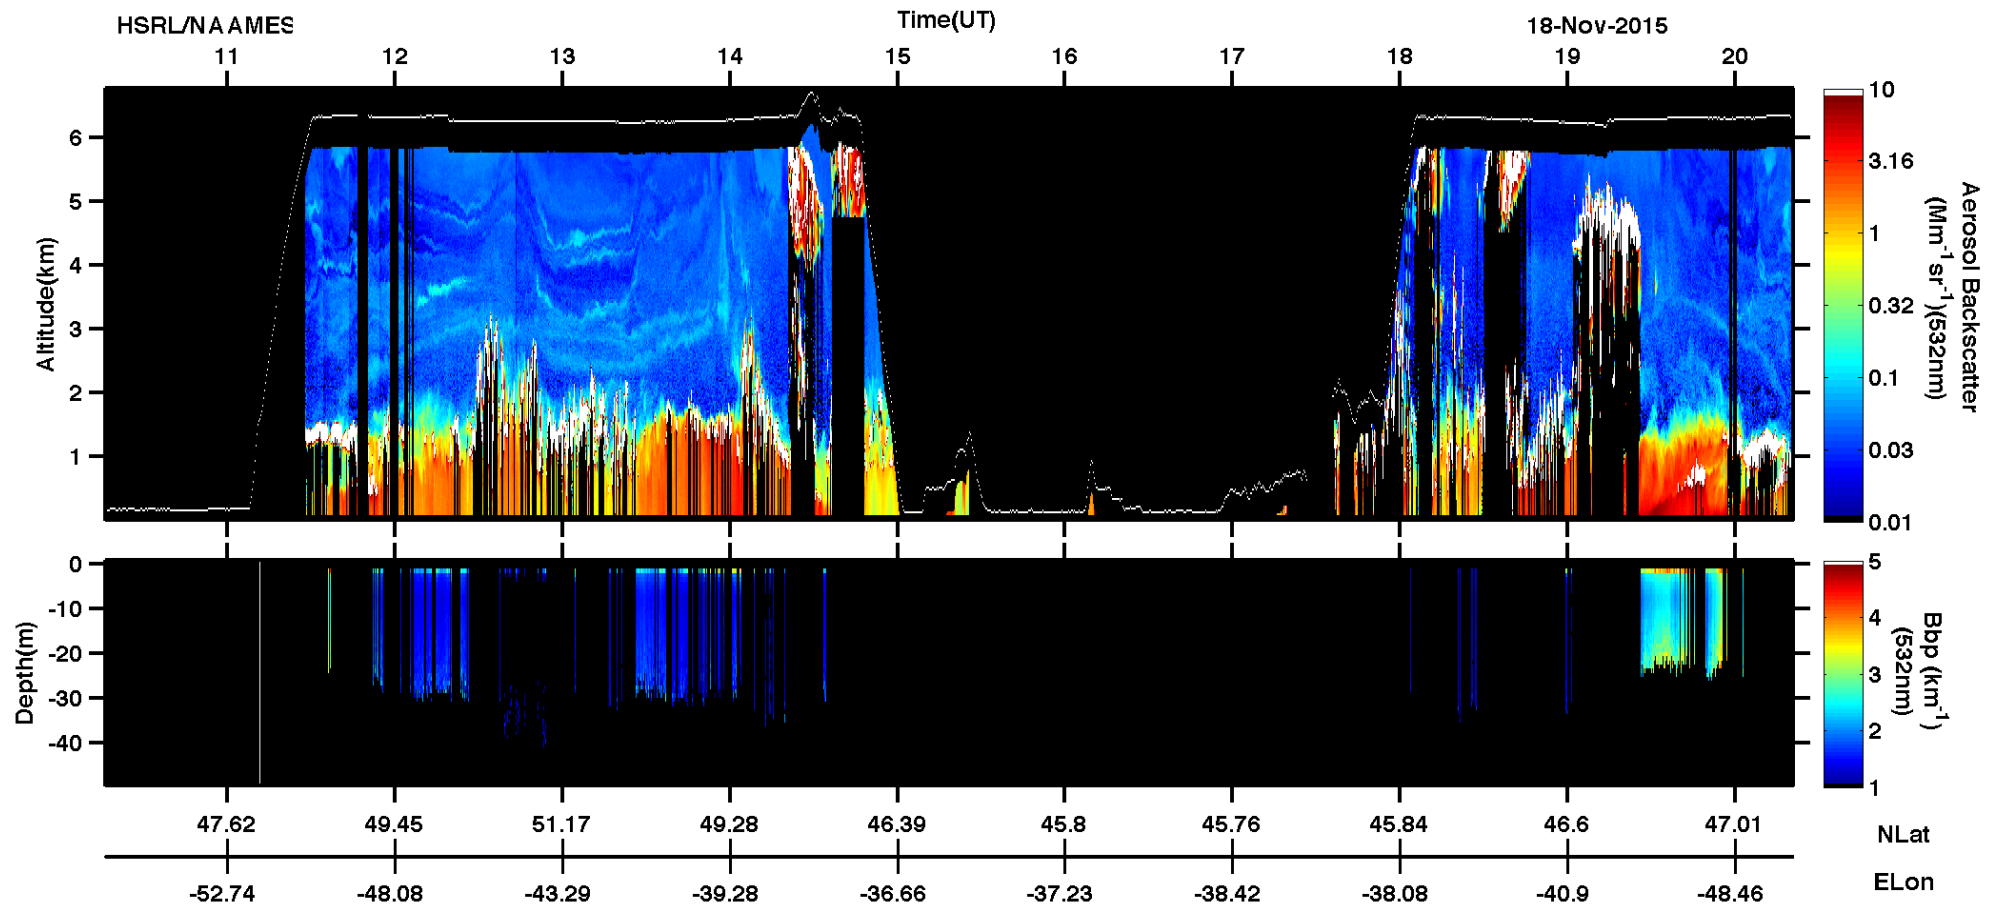 HSRL/NAAMES Time(UT) 18-Nov-2015
11 12 13 14 15 16 17 18 19 20
Altitude(km)
6
5
4
3
2
1
10
3.16
1
0.32
0.1
0.03
0.01
Aerosol Backscatter
(Mm⁻¹sr⁻¹)(532nm)
Depth(m)
0
-10
-20
-30
-40
5
4
3
2
1
Bbp (km⁻¹)
(532nm)
47.62 49.45 51.17 49.28 46.39 45.8 45.76 45.84 46.6 47.01
NLat
-52.74 -48.08 -43.29 -39.28 -36.66 -37.23 -38.42 -38.08 -40.9 -48.46
ELon